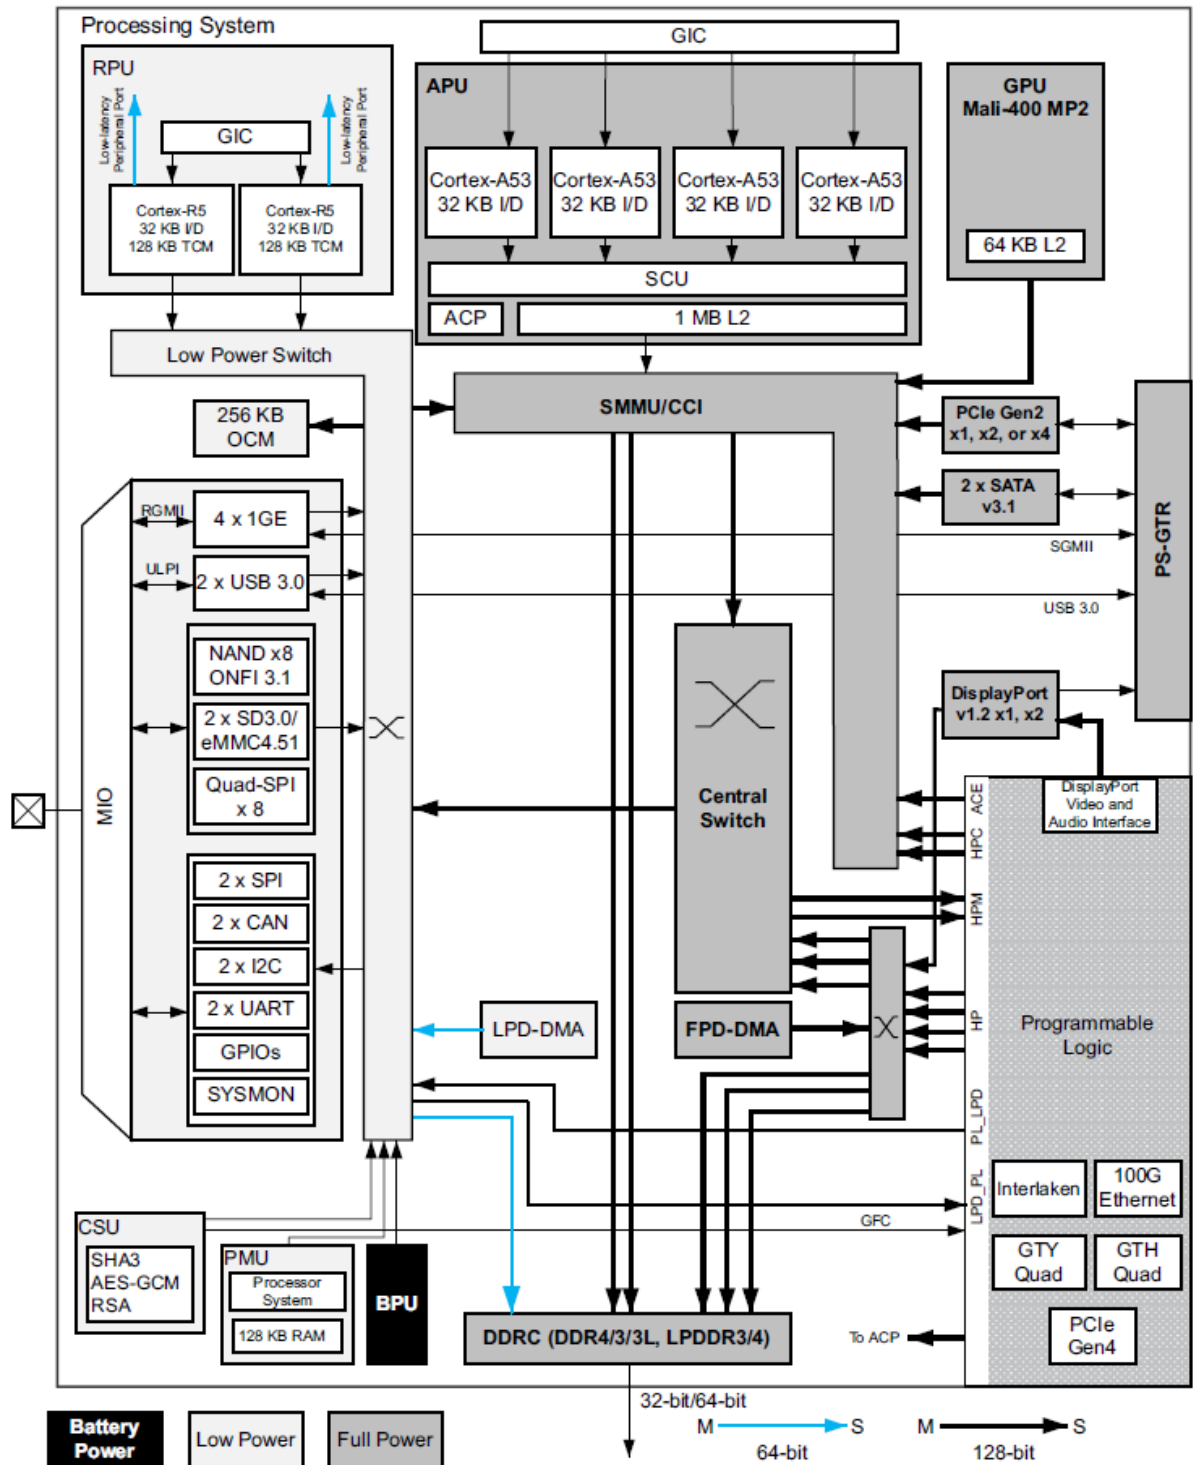 Processing System
GIC
RPU
Low-latency
Peripheral Port
Low-latency
Peripheral Port
GIC
Cortex-R5
32 KB I/D
128 KB TCM
Cortex-R5
32 KB I/D
128 KB TCM
APU
Cortex-A53
32 KB I/D
Cortex-A53
32 KB I/D
Cortex-A53
32 KB I/D
Cortex-A53
32 KB I/D
SCU
ACP
1 MB L2
GPU
Mali-400 MP2
64 KB L2
Low Power Switch
SMMU/CCI
256 KB
OCM
PCIe Gen2
x1, x2, or x4
2 x SATA
v3.1
PS-GTR
RGMII
4 x 1GE
SGMII
ULPI
2 x USB 3.0
USB 3.0
NAND x8
ONFI 3.1
2 x SD3.0/
eMMC4.51
Quad-SPI
x 8
MIO
DisplayPort
v1.2 x1, x2
Central
Switch
ACE
DisplayPort
Video and
Audio Interface
HPC
HPM
2 x SPI
2 x CAN
2 x I2C
2 x UART
GPIOs
SYSMON
LPD-DMA
FPD-DMA
HP
Programmable
Logic
PL_LPD
LPD_PL
Interlaken
100G
Ethernet
GTY
Quad
GTH
Quad
PCIe
Gen4
GFC
CSU
SHA3
AES-GCM
RSA
PMU
Processor
System
128 KB RAM
BPU
DDRC (DDR4/3/3L, LPDDR3/4)
To ACP
32-bit/64-bit
Battery
Power
Low Power
Full Power
M
S
64-bit
M
S
128-bit